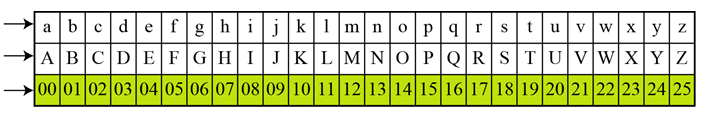 a b c d e f g h i j k l m n o p q r s t u v w x y z
A B C D E F G H I J K L M N O P Q R S T U V W X Y Z
00 01 02 03 04 05 06 07 08 09 10 11 12 13 14 15 16 17 18 19 20 21 22 23 24 25